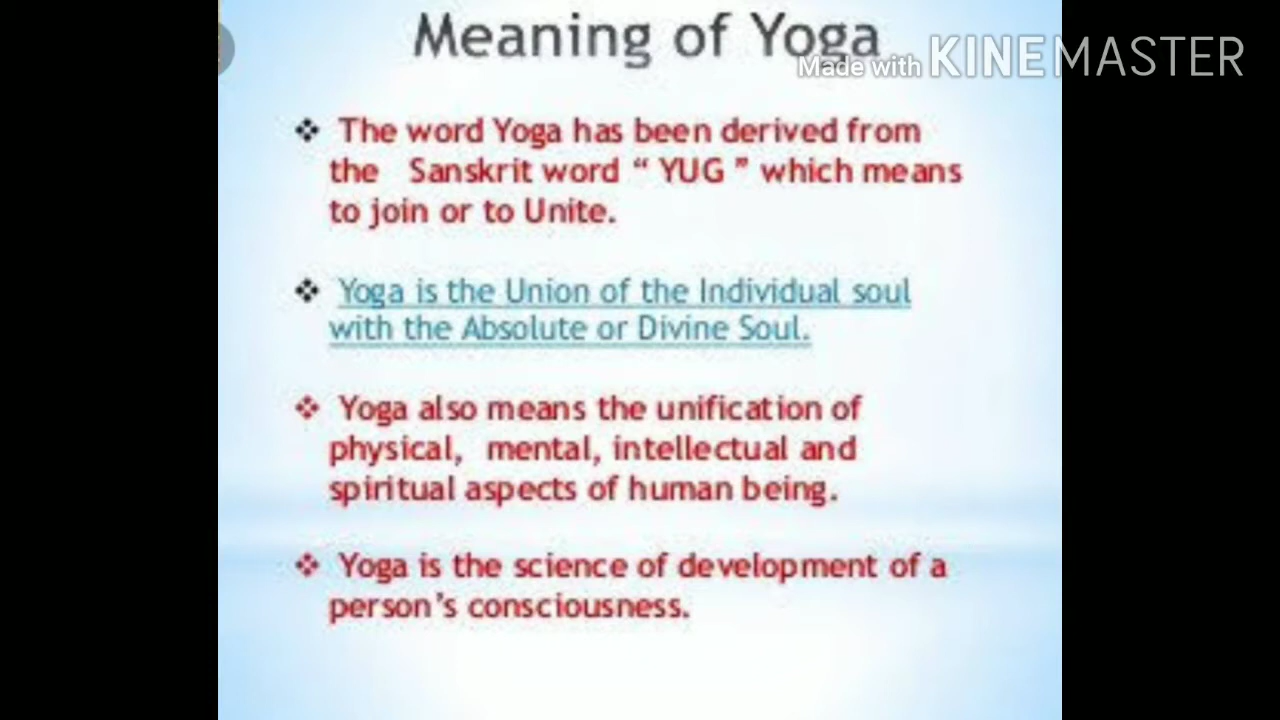 Meaning of Yoga
Made with KINEMASTER
❖ The word Yoga has been derived from
the Sanskrit word “ YUG ” which means
to join or to Unite.
❖ Yoga is the Union of the Individual soul
with the Absolute or Divine Soul.
❖ Yoga also means the unification of
physical, mental, intellectual and
spiritual aspects of human being.
❖ Yoga is the science of development of a
person’s consciousness.